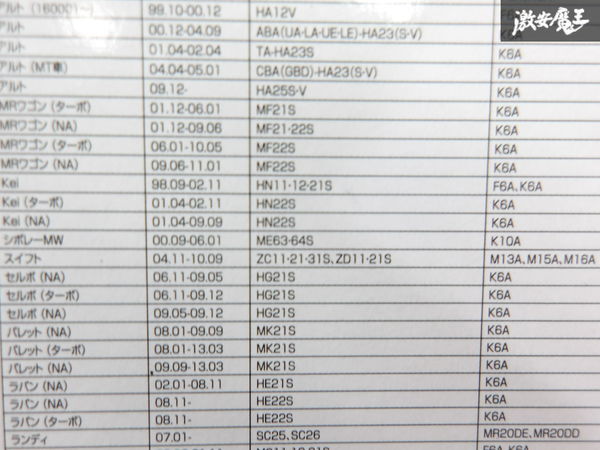 激安魔王
アルト (160001~) 99.10-00.12 HA12V
アルト 00.12-04.09 ABA(UA·LA·UE·LE)-HA23(S·V)
アルト 01.04-02.04 TA-HA23S K6A
アルト (MT車) 04.04-05.01 CBA(GBD)-HA23(S·V) K6A
アルト 09.12- HA25S·V K6A
MRワゴン (ターボ) 01.12-06.01 MF21S K6A
MRワゴン (NA) 01.12-09.06 MF21·22S K6A
MRワゴン (ターボ) 06.01-10.05 MF22S K6A
MRワゴン (NA) 09.06-11.01 MF22S K6A
Kei 98.09-02.11 HN11·12·21S F6A、K6A
Kei (ターボ) 01.04-02.11 HN22S K6A
Kei (NA) 01.04-09.09 HN22S K6A
シボレーMW 00.09-06.01 ME63·64S K10A
スイフト 04.11-10.09 ZC11·21·31S、ZD11·21S M13A、M15A、M16A
セルボ (NA) 06.11-09.05 HG21S K6A
セルボ (ターボ) 06.11-09.12 HG21S K6A
セルボ (NA) 09.05-09.12 HG21S K6A
パレット (NA) 08.01-09.09 MK21S K6A
パレット (ターボ) 08.01-13.03 MK21S K6A
パレット (NA) 09.09-13.03 MK21S K6A
ラパン (NA) 02.01-08.11 HE21S K6A
ラパン (NA) 08.11- HE22S K6A
ラパン (ターボ) 08.11- HE22S K6A
ランディ 07.01- SC25、SC26 MR20DE、MR20DD